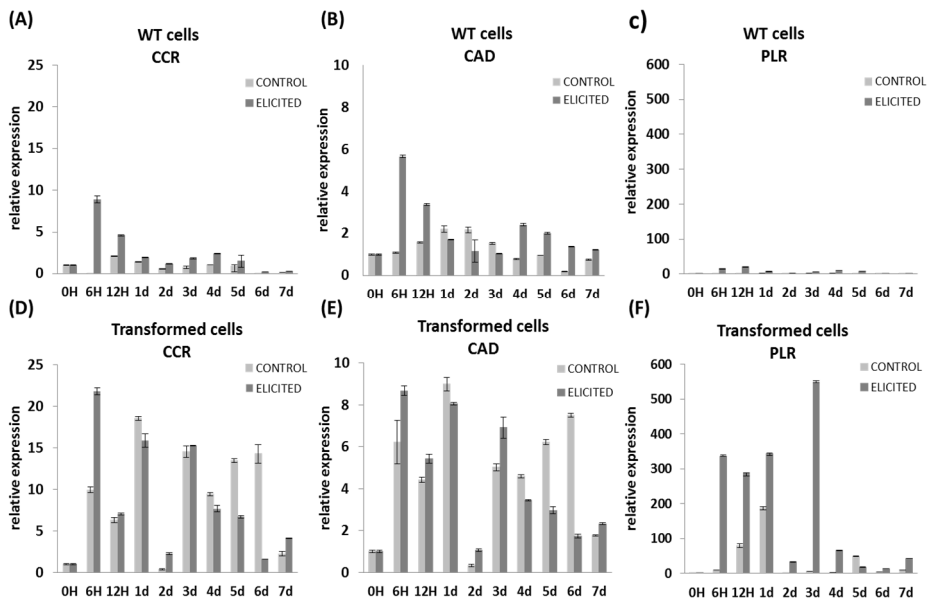 (A)
WT cells
CCR
25
20
15
10
5
0
relative expression
CONTROL
ELICITED
0H 6H 12H 1d 2d 3d 4d 5d 6d 7d
(B)
WT cells
CAD
10
8
6
4
2
0
relative expression
CONTROL
ELICITED
0H 6H 12H 1d 2d 3d 4d 5d 6d 7d
c)
WT cells
PLR
600
500
400
300
200
100
0
relative expression
CONTROL
ELICITED
0H 6H 12H 1d 2d 3d 4d 5d 6d 7d
(D)
Transformed cells
CCR
25
20
15
10
5
0
relative expression
CONTROL
ELICITED
0H 6H 12H 1d 2d 3d 4d 5d 6d 7d
(E)
Transformed cells
CAD
10
8
6
4
2
0
relative expression
CONTROL
ELICITED
0H 6H 12H 1d 2d 3d 4d 5d 6d 7d
(F)
Transformed cells
PLR
600
500
400
300
200
100
0
relative expression
CONTROL
ELICITED
0H 6H 12H 1d 2d 3d 4d 5d 6d 7d